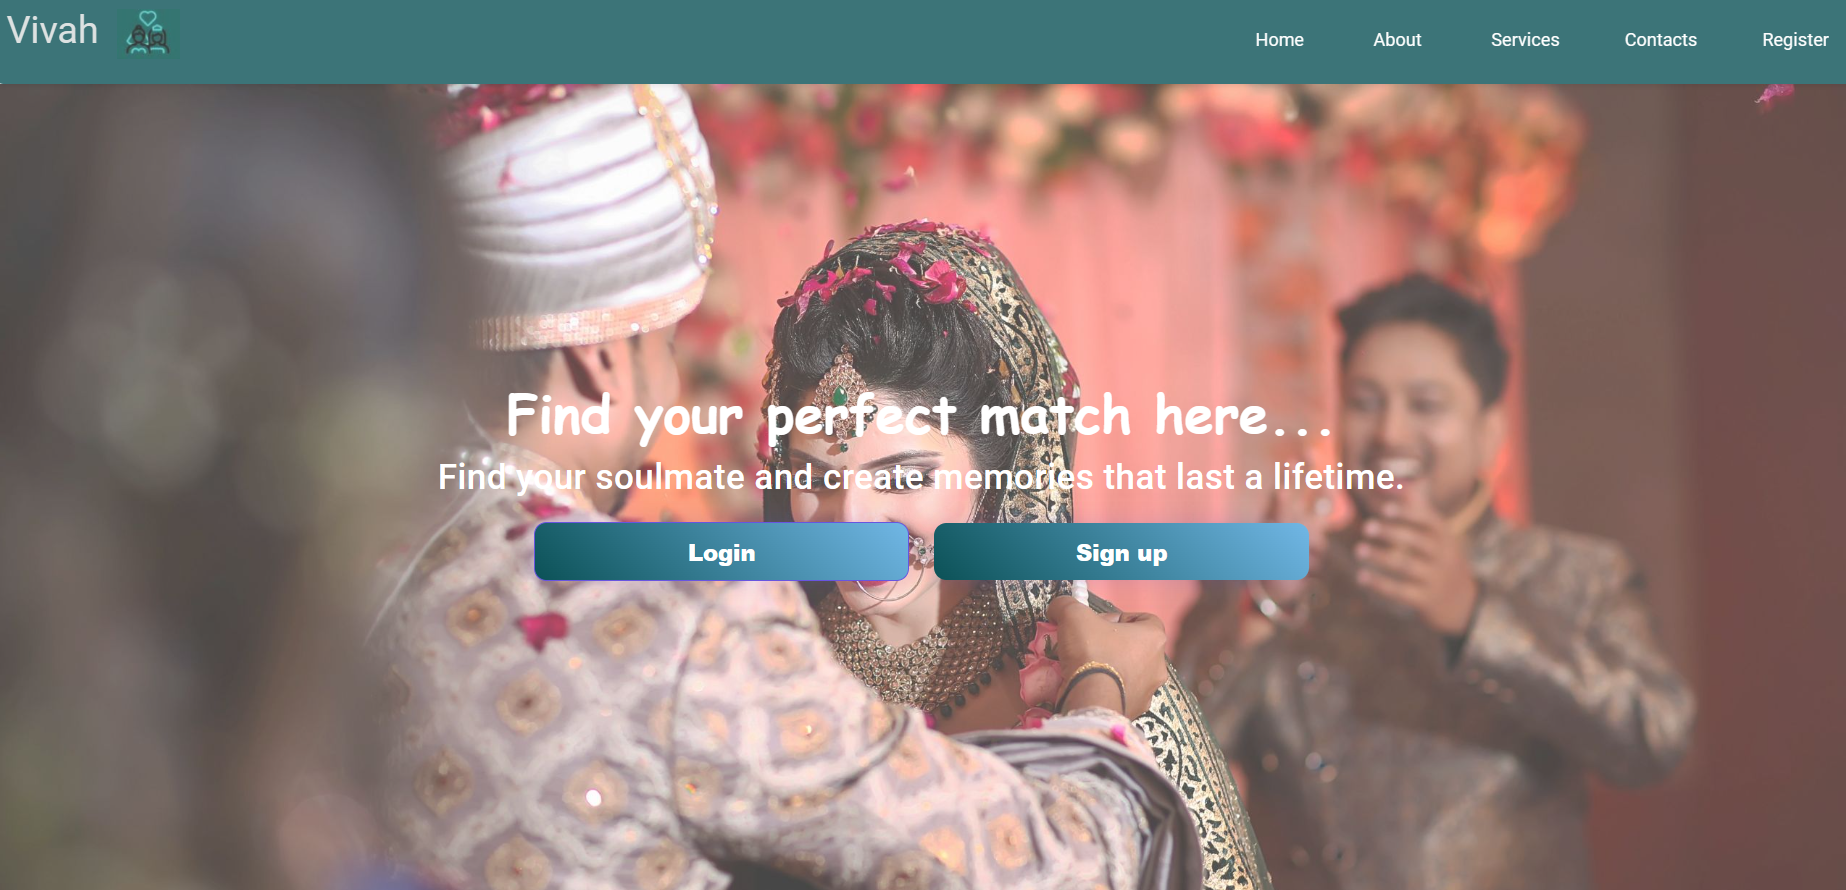 Vivah
Home About Services Contacts Register
Find your perfect match here...
Find your soulmate and create memories that last a lifetime.
Login Sign up